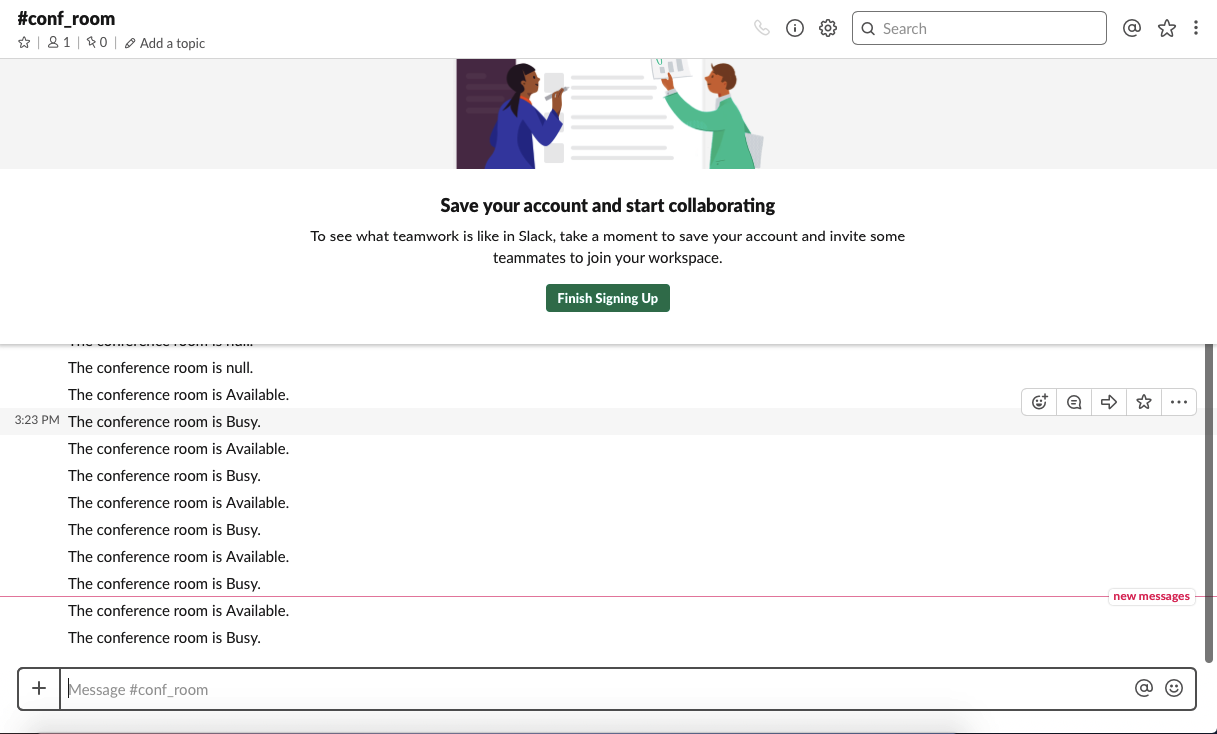 #conf_room
1 0 Add a topic
Search
Save your account and start collaborating
To see what teamwork is like in Slack, take a moment to save your account and invite some
teammates to join your workspace.
Finish Signing Up
The conference room is null.
The conference room is null.
The conference room is Available.
3:23 PM The conference room is Busy.
The conference room is Available.
The conference room is Busy.
The conference room is Available.
The conference room is Busy.
The conference room is Available.
The conference room is Busy.
new messages
The conference room is Available.
The conference room is Busy.
Message #conf_room